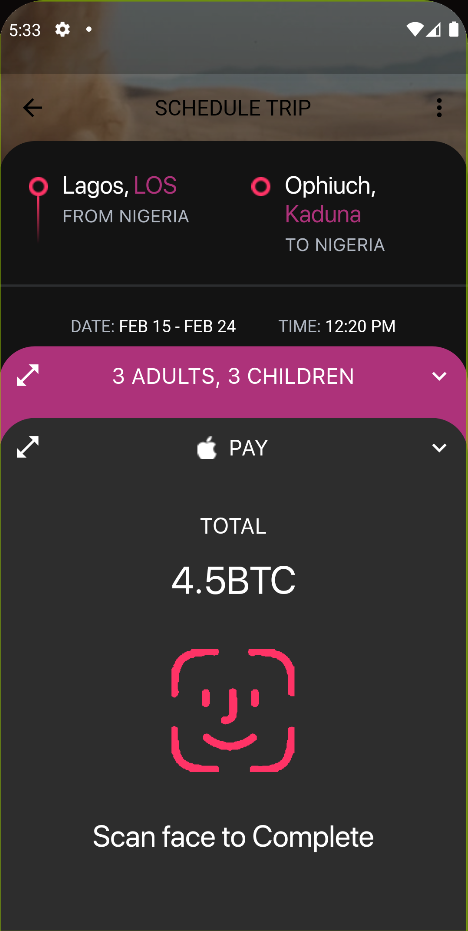 5:33
SCHEDULE TRIP
Lagos, LOS
FROM NIGERIA
Ophiuch,
Kaduna
TO NIGERIA
DATE: FEB 15 - FEB 24 TIME: 12:20 PM
3 ADULTS, 3 CHILDREN
PAY
TOTAL
4.5BTC
Scan face to Complete